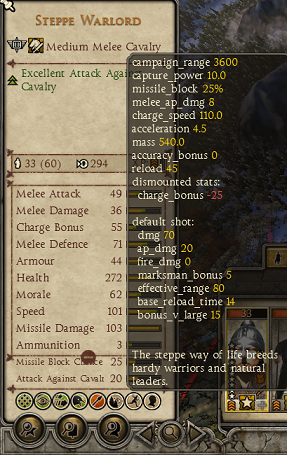 Steppe Warlord
Medium Melee Cavalry
Excellent Attack Against
Cavalry
33 (60)
294
Melee Attack 49
Melee Damage 36
Charge Bonus 55
Melee Defence 71
Armour 44
Health 272
Morale 62
Speed 101
Missile Damage 103
Ammunition 3
Missile Block Chance 25
Attack Against Cavalr 20
campaign_range 3600
capture_power 10.0
missile_block 25%
melee_ap_dmg 8
charge_speed 110.0
acceleration 4.5
mass 540.0
accuracy_bonus 0
reload 45
dismounted stats:
charge_bonus -25
default shot:
dmg 70
ap_dmg 20
fire_dmg 0
marksman_bonus 5
effective_range 80
base_reload_time 14
bonus_v_large 15
The steppe way of life breeds
hardy warriors and natural
leaders.
33